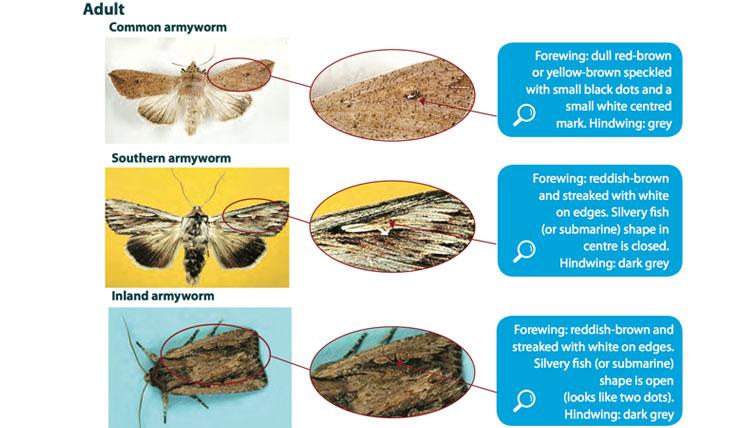 Adult
Common armyworm
Forewing: dull red-brown
or yellow-brown speckled
with small black dots and a
small white centred
mark. Hindwing: grey
Southern armyworm
Forewing: reddish-brown
and streaked with white
on edges. Silvery fish
(or submarine) shape in
centre is closed.
Hindwing: dark grey
Inland armyworm
Forewing: reddish-brown and
streaked with white on edges.
Silvery fish (or submarine)
shape is open
(looks like two dots).
Hindwing: dark grey